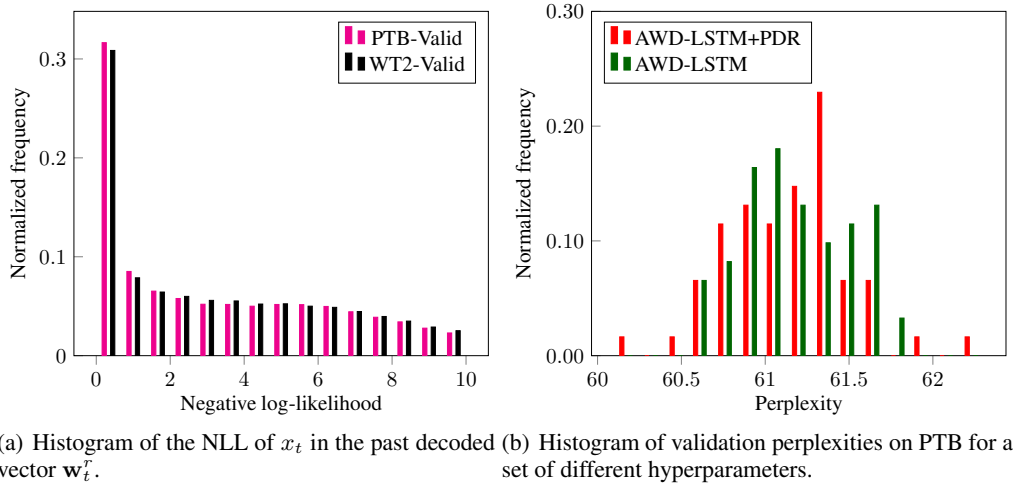 0.3
0.2
0.1
0
Normalized frequency
PTB-Valid
WT2-Valid
0 2 4 6 8 10
Negative log-likelihood
(a) Histogram of the NLL of x_t in the past decoded
vector w_t^r.
0.30
0.20
0.10
0.00
Normalized frequency
AWD-LSTM+PDR
AWD-LSTM
60 60.5 61 61.5 62
Perplexity
(b) Histogram of validation perplexities on PTB for a
set of different hyperparameters.